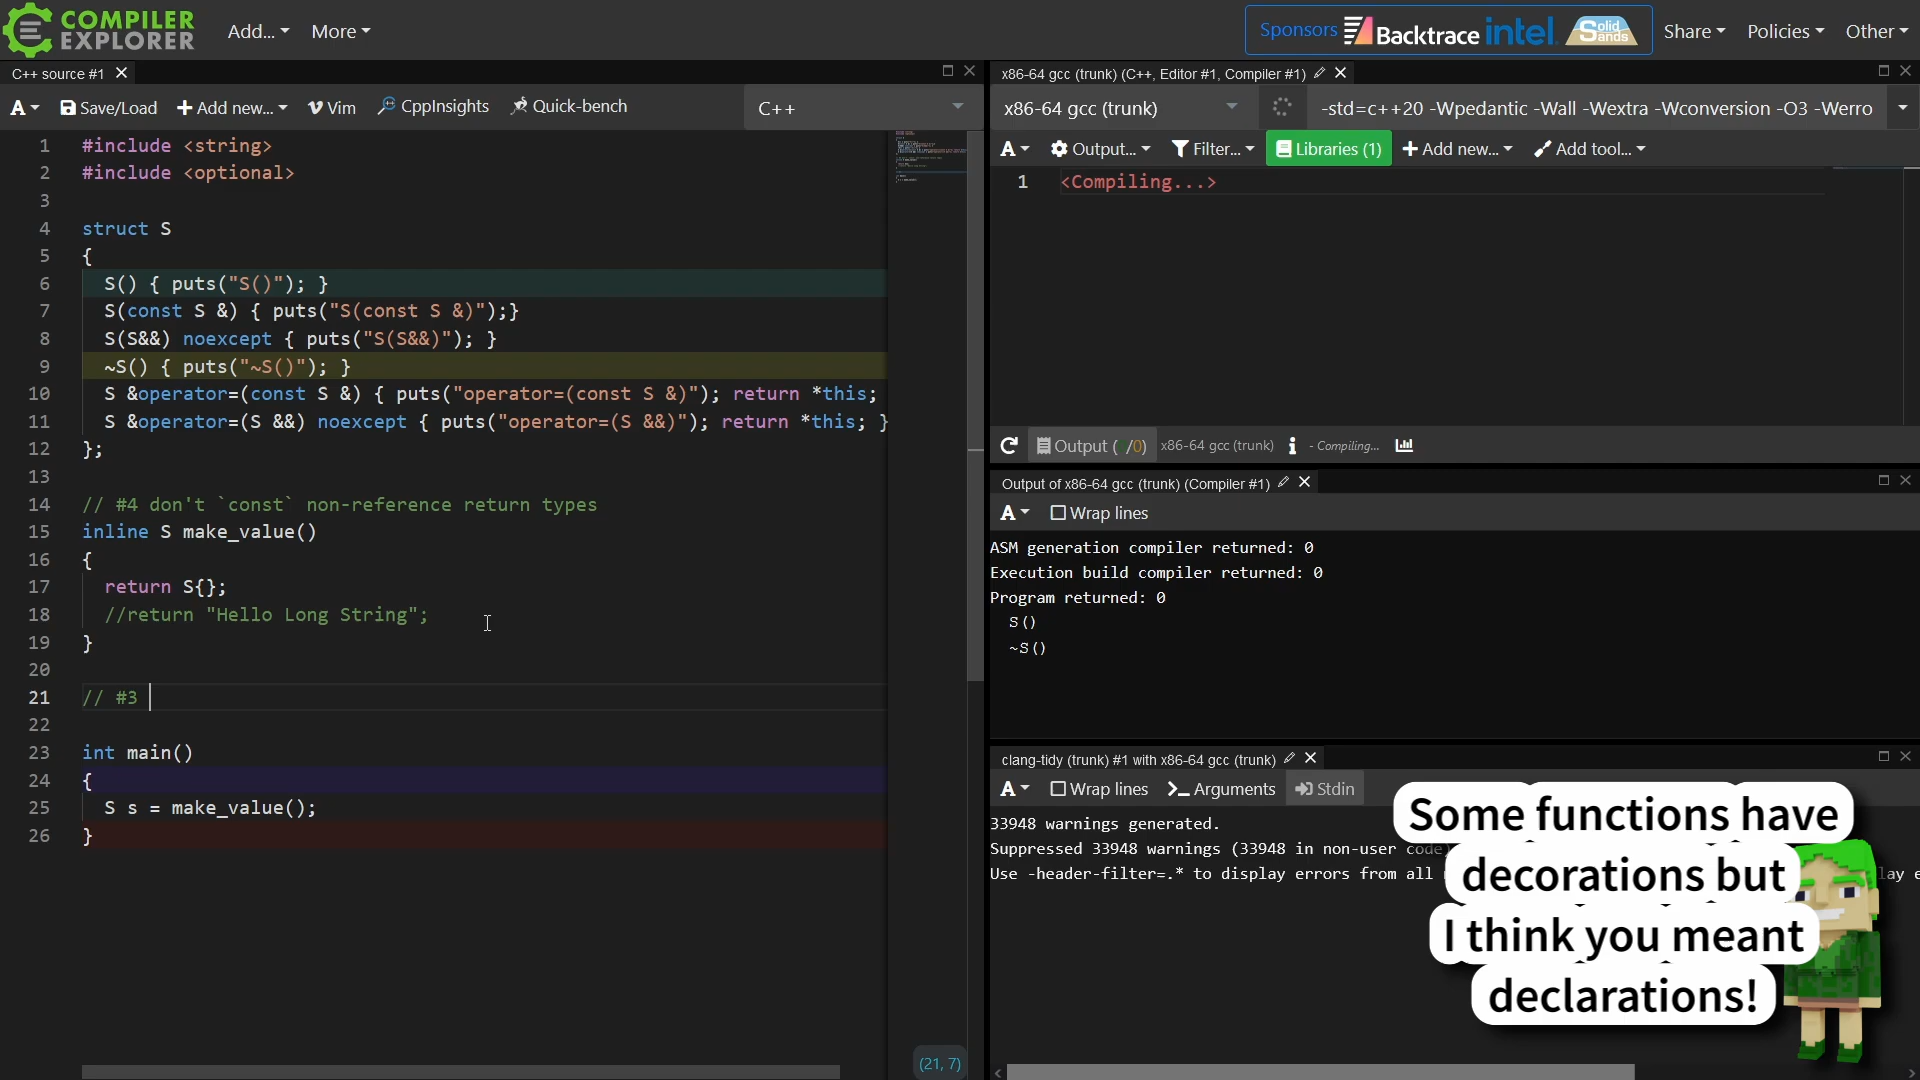 COMPILER
EXPLORER
Add...
More
Sponsors Backtrace intel. Solid Sands
Share
Policies
Other
C++ source #1
A
Save/Load
Add new...
Vim
CppInsights
Quick-bench
C++
1 #include <string>
2 #include <optional>
3
4 struct S
5 {
6 S() { puts("S()"); }
7 S(const S &) { puts("S(const S &)");}
8 S(S&&) noexcept { puts("S(S&&)"); }
9 ~S() { puts("~S()"); }
10 S &operator=(const S &) { puts("operator=(const S &)"); return *this;
11 S &operator=(S &&) noexcept { puts("operator=(S &&)"); return *this; }
12 };
13
14 // #4 don't `const` non-reference return types
15 inline S make_value()
16 {
17 return S{};
18 //return "Hello Long String";
19 }
20
21 // #3
22
23 int main()
24 {
25 S s = make_value();
26 }
(21, 7)
x86-64 gcc (trunk) (C++, Editor #1, Compiler #1)
x86-64 gcc (trunk)
-std=c++20 -Wpedantic -Wall -Wextra -Wconversion -O3 -Werro
A
Output...
Filter...
Libraries (1)
Add new...
Add tool...
1 <Compiling...>
Output ( /0) x86-64 gcc (trunk) i - Compiling...
Output of x86-64 gcc (trunk) (Compiler #1)
A
Wrap lines
ASM generation compiler returned: 0
Execution build compiler returned: 0
Program returned: 0
S()
~S()
clang-tidy (trunk) #1 with x86-64 gcc (trunk)
A
Wrap lines
Arguments
Stdin
33948 warnings generated.
Suppressed 33948 warnings (33948 in non-user code)
Use -header-filter=.* to display errors from all
lay e
Some functions have
decorations but
I think you meant
declarations!